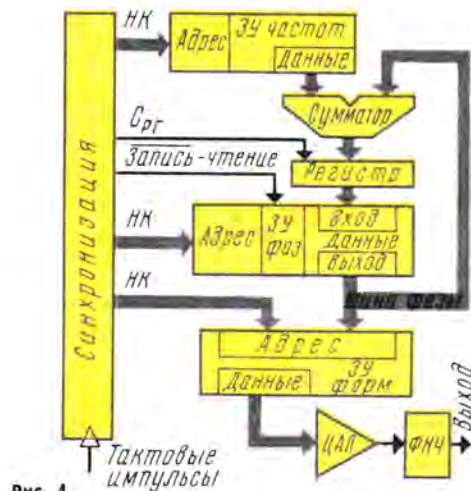 НК
Адрес
ЗУ частот
Данные
Сумматор
Cрг
Регистр
Запись-чтение
НК
Адрес
ЗУ
фаз
вход
данные
выход
НК
Шина фазы
Адрес
ЗУ
форм
Данные
ЦАП
ФНЧ
Выход
Синхронизация
Тактовые
импульсы
Рис. 4